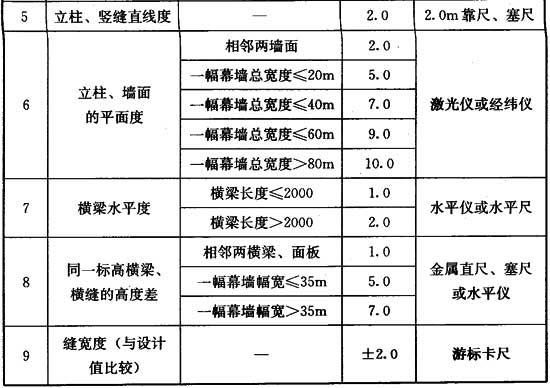 5 立柱、竖缝直线度 — 2.0 2.0m靠尺、塞尺
6 立柱、墙面的平面度 相邻两墙面 2.0 激光仪或经纬仪
一幅幕墙总宽度≤20m 5.0
一幅幕墙总宽度≤40m 7.0
一幅幕墙总宽度≤60m 9.0
一幅幕墙总宽度>80m 10.0
7 横梁水平度 横梁长度≤2000 1.0 水平仪或水平尺
横梁长度>2000 2.0
8 同一标高横梁、横缝的高度差 相邻两横梁、面板 1.0 金属直尺、塞尺或水平仪
一幅幕墙幅宽≤35m 5.0
一幅幕墙幅宽>35m 7.0
9 缝宽度（与设计值比较） — ±2.0 游标卡尺